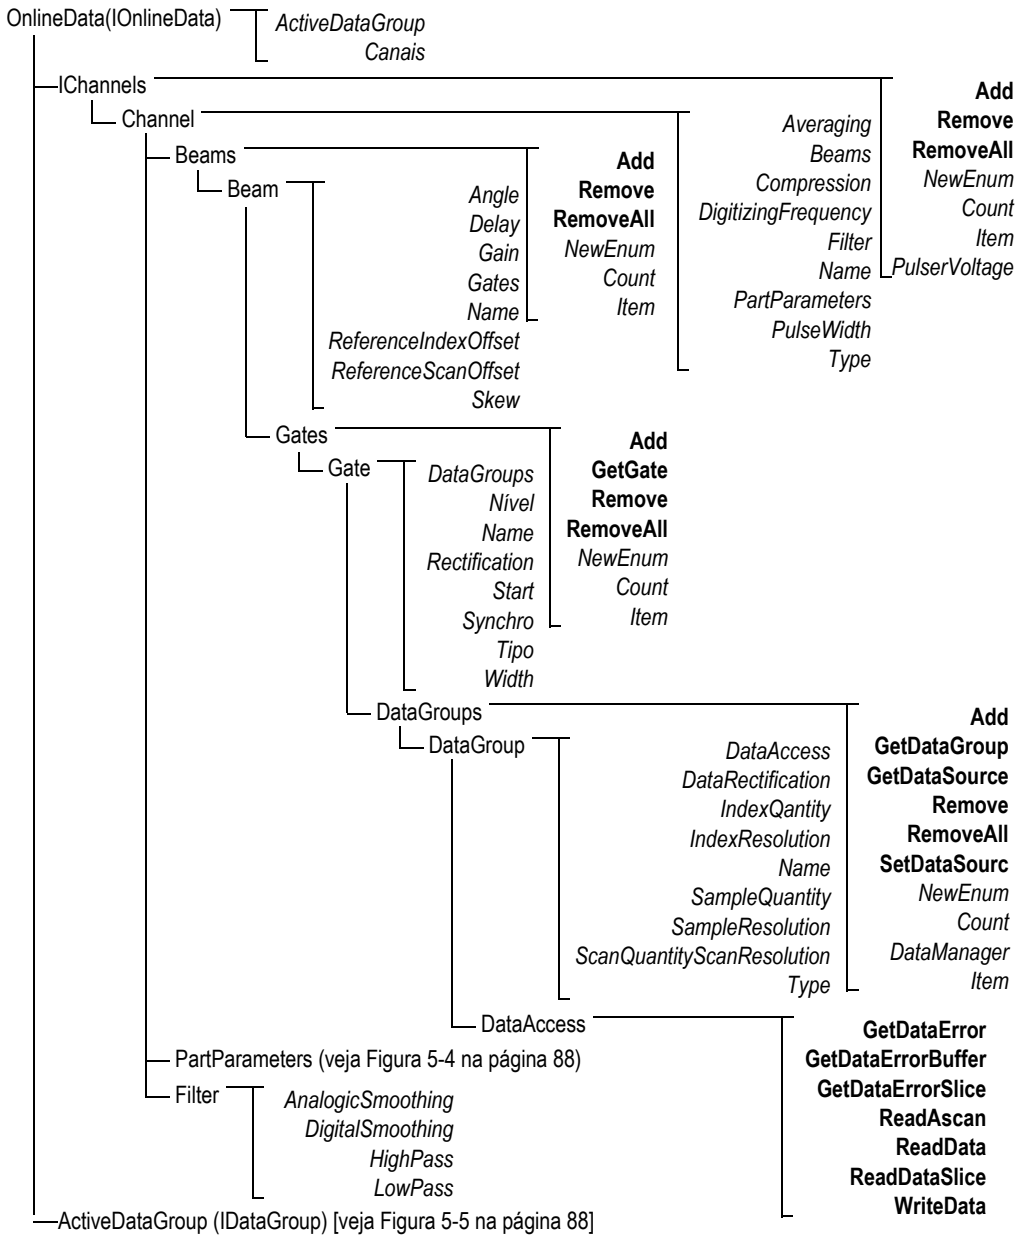 OnlineData(IOnlineData)
ActiveDataGroup
Canais
IChannels
Add
Remove
RemoveAll
NewEnum
Count
Item
PulserVoltage
Channel
Averaging
Beams
Compression
DigitizingFrequency
Filter
Name
PartParameters
PulseWidth
Type
Beams
Add
Remove
RemoveAll
NewEnum
Count
Item
Beam
Angle
Delay
Gain
Gates
Name
ReferenceIndexOffset
ReferenceScanOffset
Skew
Gates
Add
GetGate
Remove
RemoveAll
NewEnum
Count
Item
Gate
DataGroups
Nível
Name
Rectification
Start
Synchro
Tipo
Width
DataGroups
Add
GetDataGroup
GetDataSource
Remove
RemoveAll
SetDataSourc
NewEnum
Count
DataManager
Item
DataGroup
DataAccess
DataRectification
IndexQantity
IndexResolution
Name
SampleQuantity
SampleResolution
ScanQuantityScanResolution
Type
DataAccess
GetDataError
GetDataErrorBuffer
GetDataErrorSlice
ReadAscan
ReadData
ReadDataSlice
WriteData
PartParameters (veja Figura 5-4 na página 88)
Filter
AnalogicSmoothing
DigitalSmoothing
HighPass
LowPass
ActiveDataGroup (IDataGroup) [veja Figura 5-5 na página 88]